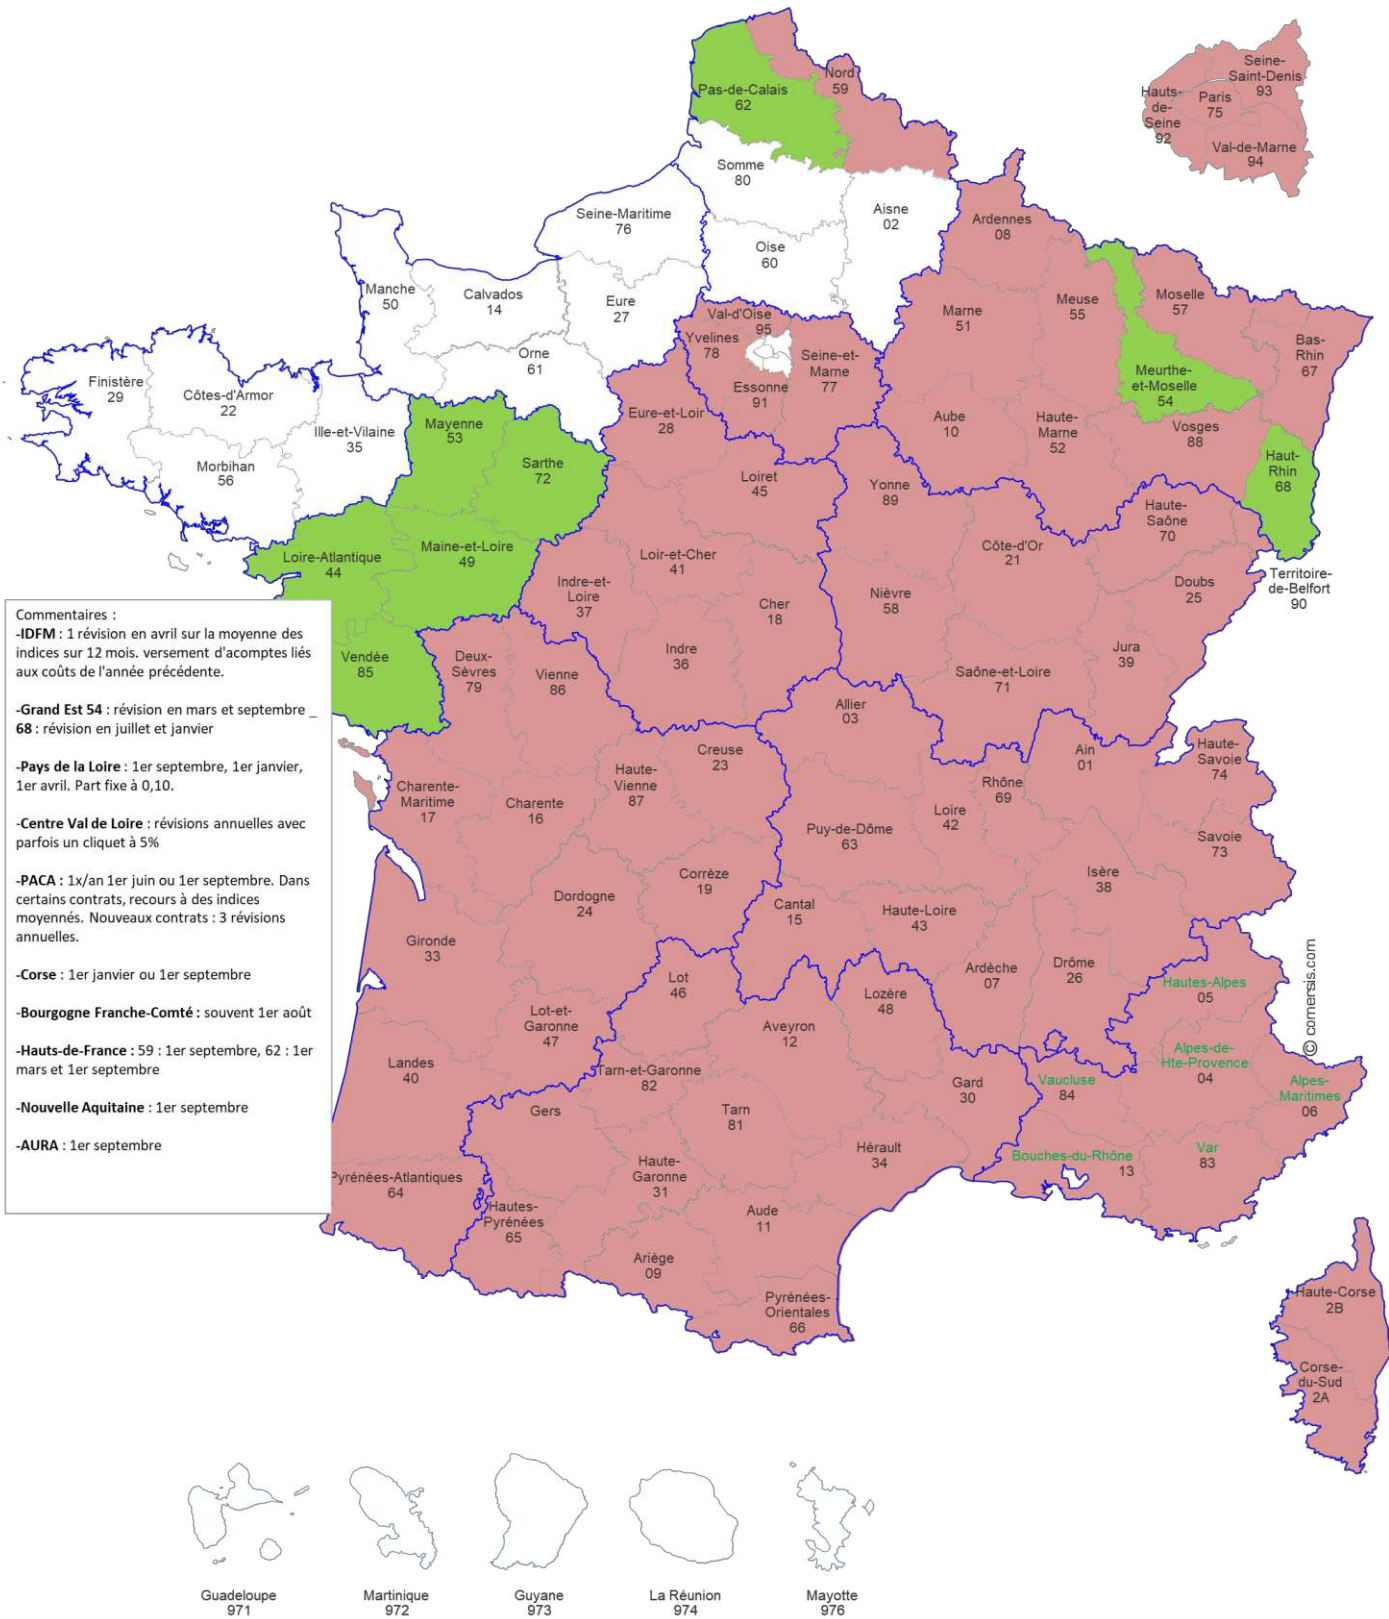 Pas-de-Calais
62
Nord
59
Seine-
Saint-Denis
93
Hauts-
de-
Seine
92
Paris
75
Val-de-Marne
94
Somme
80
Seine-Maritime
76
Aisne
02
Oise
60
Ardennes
08
Manche
50
Calvados
14
Eure
27
Val-d'Oise
95
Yvelines
78
Seine-et-
Marne
77
Essonne
91
Marne
51
Meuse
55
Moselle
57
Bas-
Rhin
67
Meurthe-
et-Moselle
54
Orne
61
Finistère
29
Côtes-d'Armor
22
Ille-et-Vilaine
35
Morbihan
56
Mayenne
53
Sarthe
72
Eure-et-Loir
28
Aube
10
Haute-
Marne
52
Vosges
88
Haut-
Rhin
68
Loiret
45
Yonne
89
Haute-
Saône
70
Loire-Atlantique
44
Maine-et-Loire
49
Loir-et-Cher
41
Indre-et-
Loire
37
Cher
18
Nièvre
58
Côte-d'Or
21
Doubs
25
Territoire-
de-Belfort
90
Commentaires :
-IDFM : 1 révision en avril sur la moyenne des
indices sur 12 mois. versement d'acomptes liés
aux coûts de l'année précédente.
-Grand Est 54 : révision en mars et septembre _
68 : révision en juillet et janvier
-Pays de la Loire : 1er septembre, 1er janvier,
1er avril. Part fixe à 0,10.
-Centre Val de Loire : révisions annuelles avec
parfois un cliquet à 5%
-PACA : 1x/an 1er juin ou 1er septembre. Dans
certains contrats, recours à des indices
moyennés. Nouveaux contrats : 3 révisions
annuelles.
-Corse : 1er janvier ou 1er septembre
-Bourgogne Franche-Comté : souvent 1er août
-Hauts-de-France : 59 : 1er septembre, 62 : 1er
mars et 1er septembre
-Nouvelle Aquitaine : 1er septembre
-AURA : 1er septembre
Vendée
85
Deux-
Sèvres
79
Vienne
86
Indre
36
Saône-et-Loire
71
Jura
39
Allier
03
Creuse
23
Haute-
Vienne
87
Charente-
Maritime
17
Charente
16
Puy-de-Dôme
63
Loire
42
Rhône
69
Ain
01
Haute-
Savoie
74
Savoie
73
Isère
38
Corrèze
19
Dordogne
24
Cantal
15
Haute-Loire
43
Gironde
33
Lot
46
Ardèche
07
Drôme
26
Hautes-Alpes
05
© comersis.com
Lozère
48
Aveyron
12
Lot-et-
Garonne
47
Landes
40
Tarn-et-Garonne
82
Gard
30
Vaucluse
84
Alpes-de-
Hte-Provence
04
Alpes-
Maritimes
06
Gers
Tarn
81
Hérault
34
Bouches-du-Rhône
13
Var
83
Pyrénées-Atlantiques
64
Haute-
Garonne
31
Hautes-
Pyrénées
65
Aude
11
Ariège
09
Pyrénées-
Orientales
66
Haute-Corse
2B
Corse-
du-Sud
2A
Guadeloupe
971
Martinique
972
Guyane
973
La Réunion
974
Mayotte
976